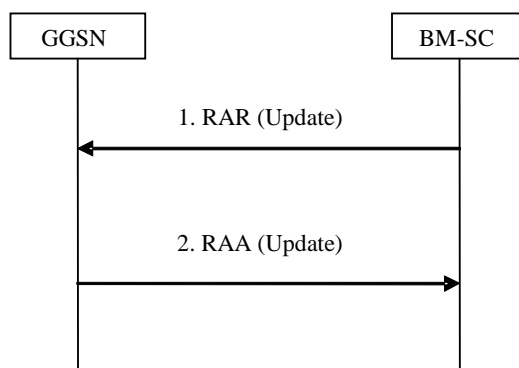 GGSN
BM-SC
1. RAR (Update)
2. RAA (Update)